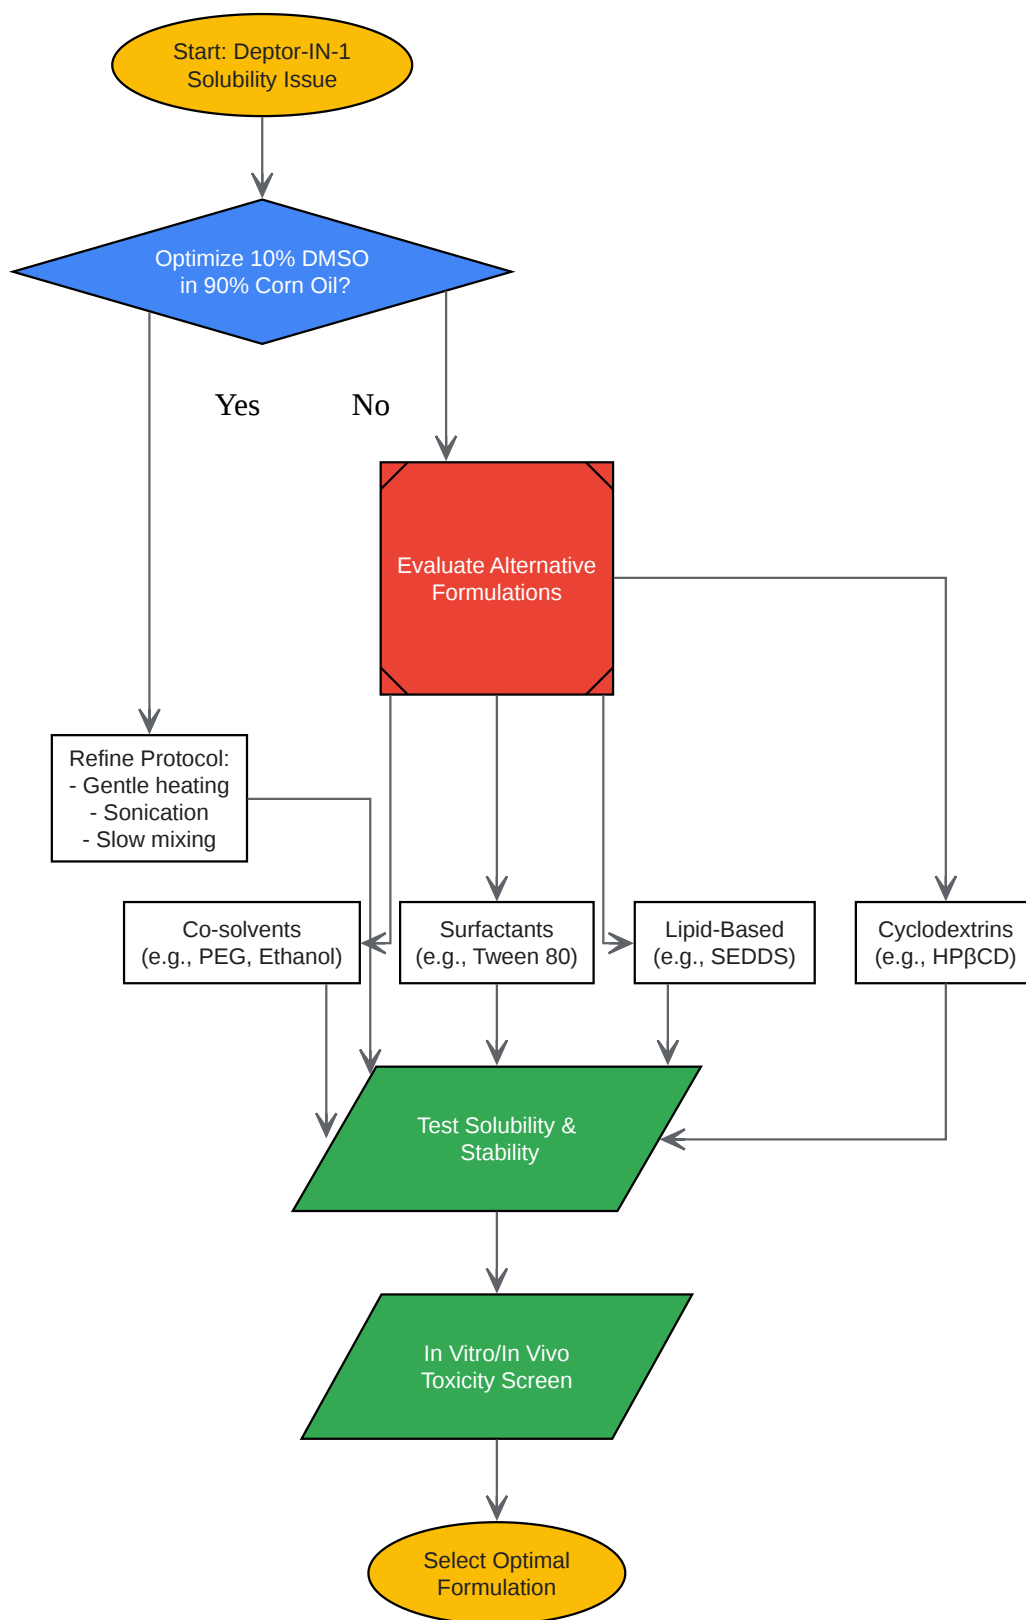 Start: Deptor-IN-1
Solubility Issue
Optimize 10% DMSO
in 90% Corn Oil?
Yes
No
Evaluate Alternative
Formulations
Refine Protocol:
- Gentle heating
- Sonication
- Slow mixing
Co-solvents
(e.g., PEG, Ethanol)
Surfactants
(e.g., Tween 80)
Lipid-Based
(e.g., SEDDS)
Cyclodextrins
(e.g., HPβCD)
Test Solubility &
Stability
In Vitro/In Vivo
Toxicity Screen
Select Optimal
Formulation